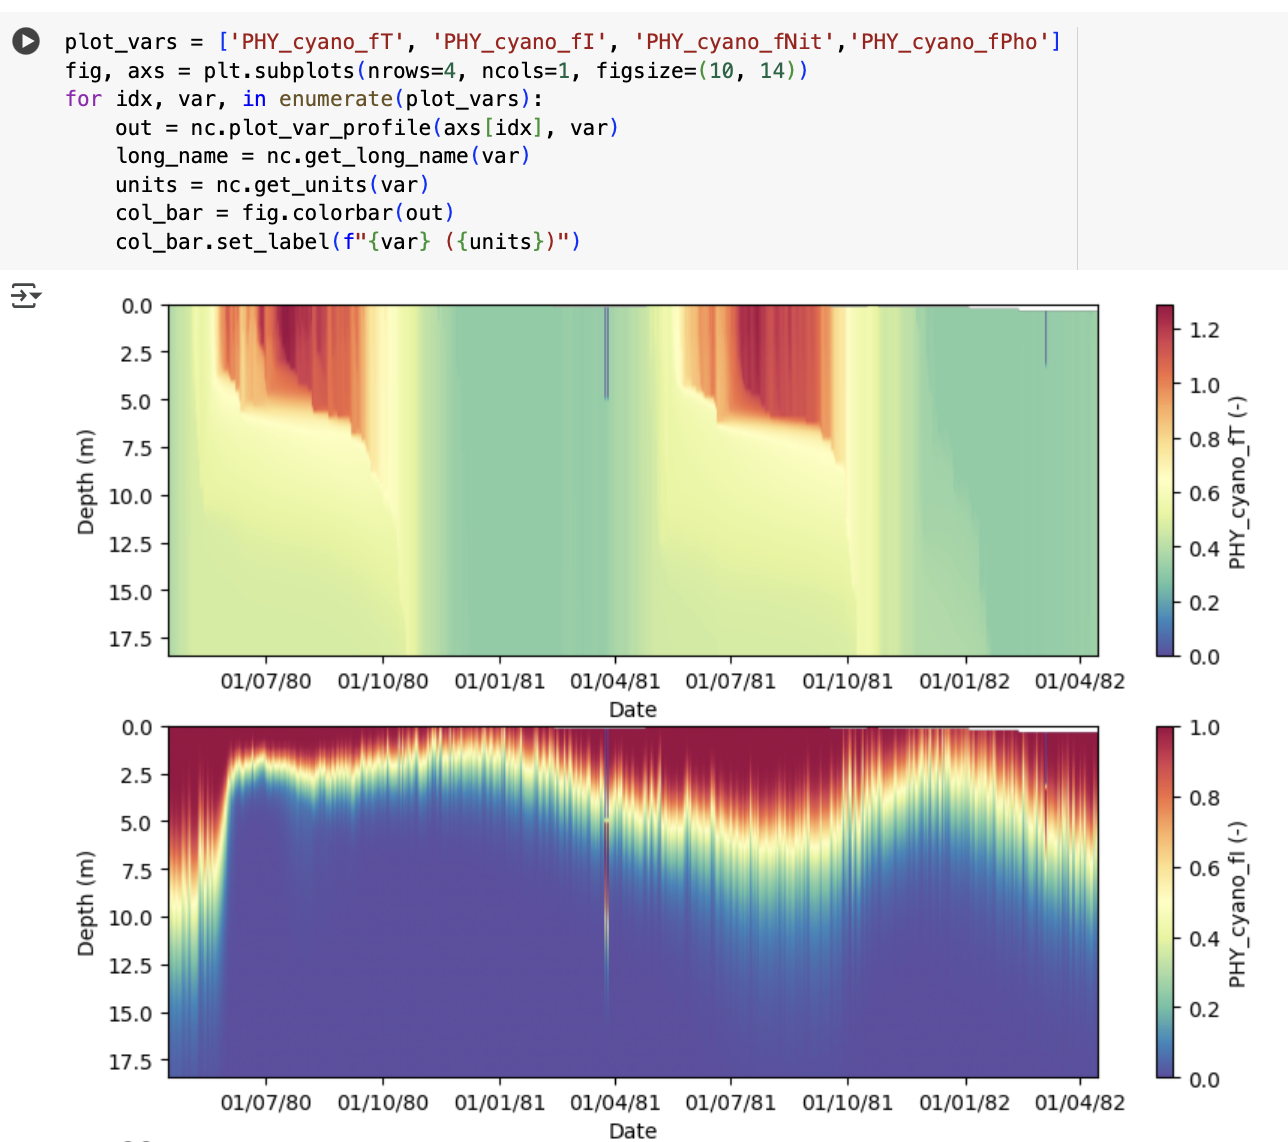 plot_vars = ['PHY_cyano_fT', 'PHY_cyano_fI', 'PHY_cyano_fNit','PHY_cyano_fPho']
fig, axs = plt.subplots(nrows=4, ncols=1, figsize=(10, 14))
for idx, var, in enumerate(plot_vars):
    out = nc.plot_var_profile(axs[idx], var)
    long_name = nc.get_long_name(var)
    units = nc.get_units(var)
    col_bar = fig.colorbar(out)
    col_bar.set_label(f"{var} ({units})")
0.0
2.5
5.0
7.5
10.0
12.5
15.0
17.5
Depth (m)
01/07/80 01/10/80 01/01/81 01/04/81 01/07/81 01/10/81 01/01/82 01/04/82
Date
1.2
1.0
0.8
0.6
0.4
0.2
0.0
PHY_cyano_fT (-)
0.0
2.5
5.0
7.5
10.0
12.5
15.0
17.5
Depth (m)
01/07/80 01/10/80 01/01/81 01/04/81 01/07/81 01/10/81 01/01/82 01/04/82
Date
1.0
0.8
0.6
0.4
0.2
0.0
PHY_cyano_fI (-)